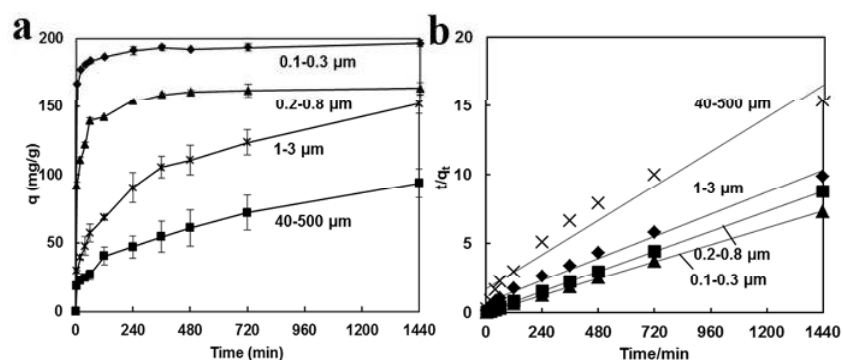 a
200
150
100
50
0
q (mg/g)
0 240 480 720 960 1200 1440
Time (min)
0.1-0.3 µm
0.2-0.8 µm
1-3 µm
40-500 µm
b
20
15
10
5
0
t/qt
0 240 480 720 960 1200 1440
Time/min
40-500 µm
1-3 µm
0.2-0.8 µm
0.1-0.3 µm